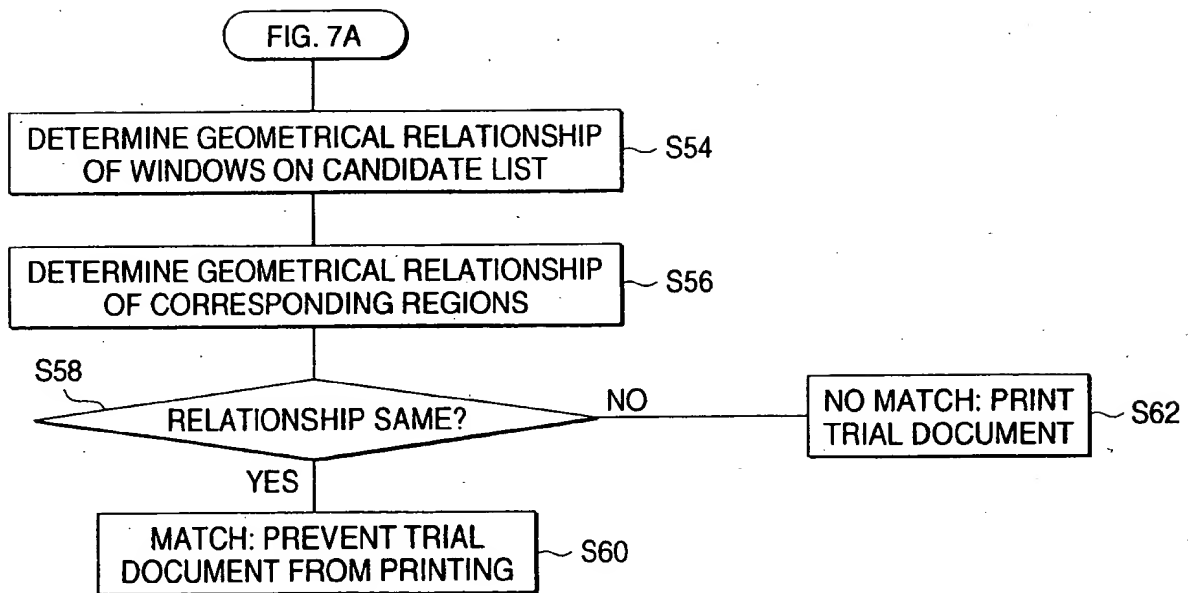 FIG. 7A
DETERMINE GEOMETRICAL RELATIONSHIP
OF WINDOWS ON CANDIDATE LIST
S54
DETERMINE GEOMETRICAL RELATIONSHIP
OF CORRESPONDING REGIONS
S56
S58
RELATIONSHIP SAME?
NO
NO MATCH: PRINT
TRIAL DOCUMENT
S62
YES
MATCH: PREVENT TRIAL
DOCUMENT FROM PRINTING
S60